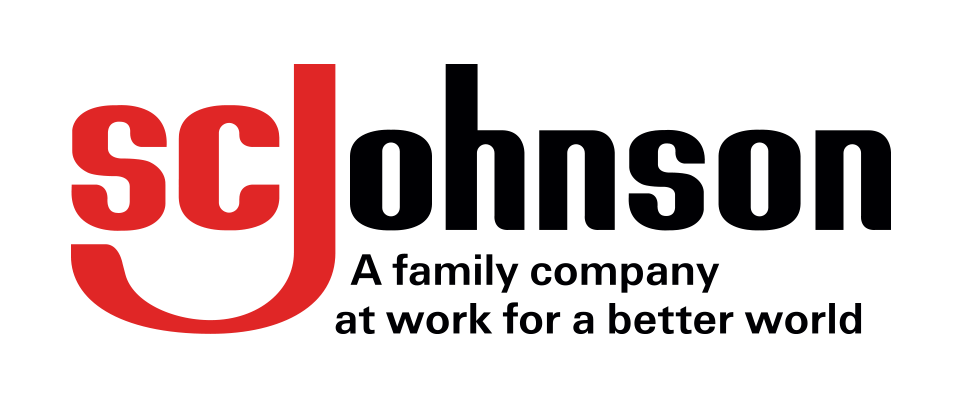 scJohnson
A family company
at work for a better world